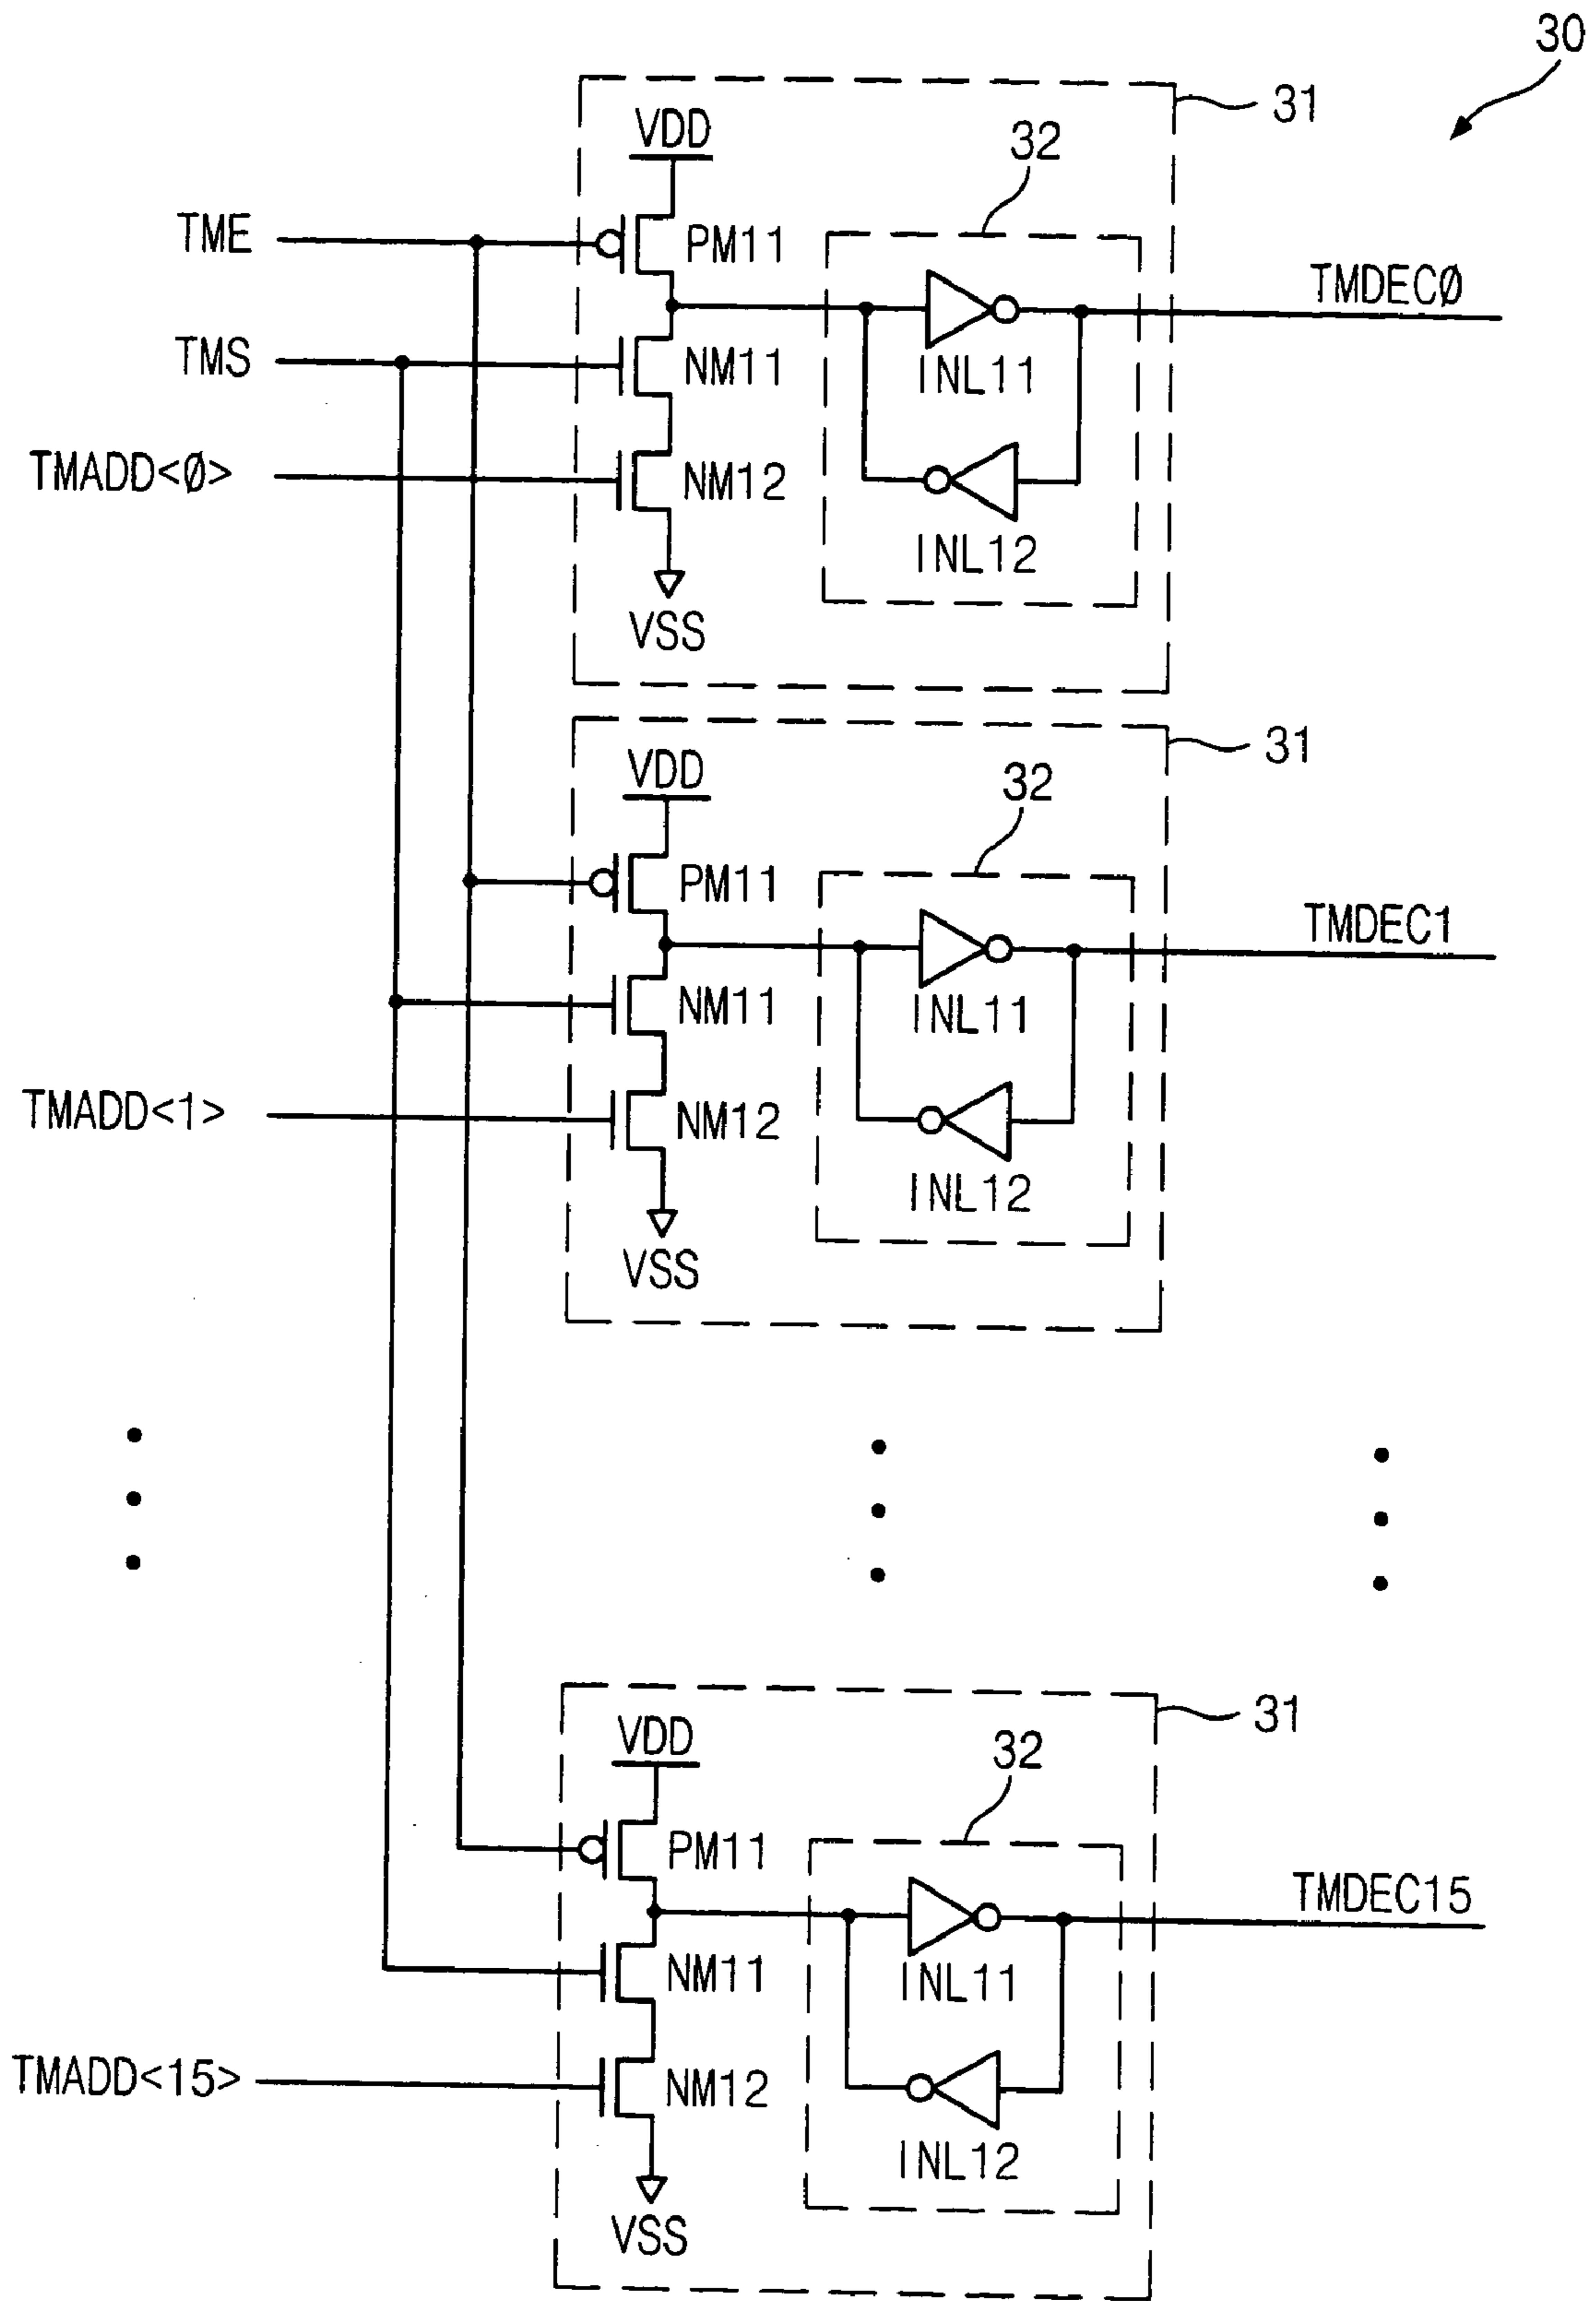 30
31
VDD
32
TME
PM11
TMDECØ
TMS
NM11
INL11
TMADD<Ø>
NM12
INL12
VSS
31
VDD
32
PM11
TMDEC1
NM11
INL11
TMADD<1>
NM12
INL12
VSS
31
VDD
32
PM11
TMDEC15
NM11
INL11
TMADD<15>
NM12
INL12
VSS